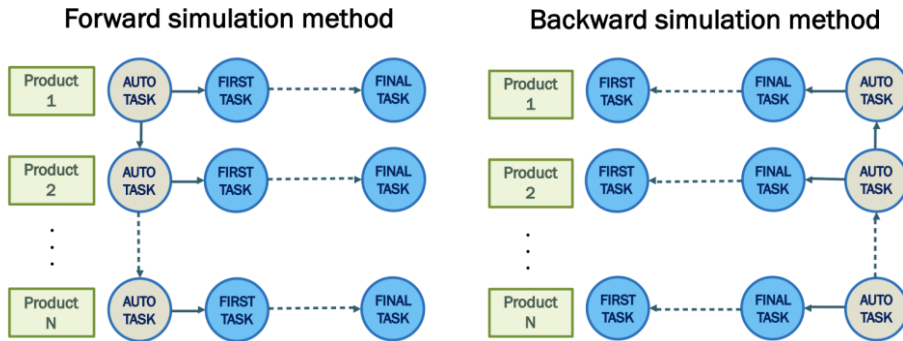 Forward simulation method
Product
1
AUTO
TASK
FIRST
TASK
FINAL
TASK
Product
2
AUTO
TASK
FIRST
TASK
FINAL
TASK
Product
N
AUTO
TASK
FIRST
TASK
FINAL
TASK
Backward simulation method
Product
1
FIRST
TASK
FINAL
TASK
AUTO
TASK
Product
2
FIRST
TASK
FINAL
TASK
AUTO
TASK
Product
N
FIRST
TASK
FINAL
TASK
AUTO
TASK